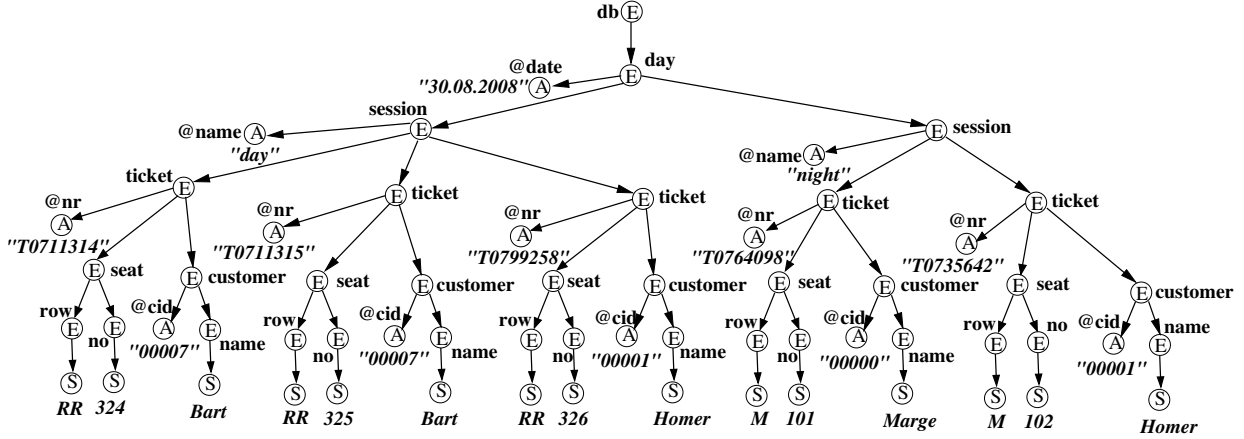 db E
day
@date
E
A
"30.08.2008"
session
@name A E
"day"
E session
@name A
"night"
ticket E
E ticket
E ticket
E ticket
E ticket
@nr
A
"T0711314"
@nr
A
"T0711315"
@nr
A
"T0799258"
@nr
A
"T0764098"
@nr
A
"T0735642"
E seat
E customer
E seat
E customer
E seat
E customer
E seat
E customer
E seat
E customer
row E no E
@cid A E name
"00007"
row E no E
@cid A E name
"00007"
row E no E
@cid A E name
"00001"
row E no E
@cid A E name
"00000"
row E no E
@cid A E name
"00001"
S S S S S S S S S S S S S S S
RR 324 Bart RR 325 Bart RR 326 Homer M 101 Marge M 102 Homer